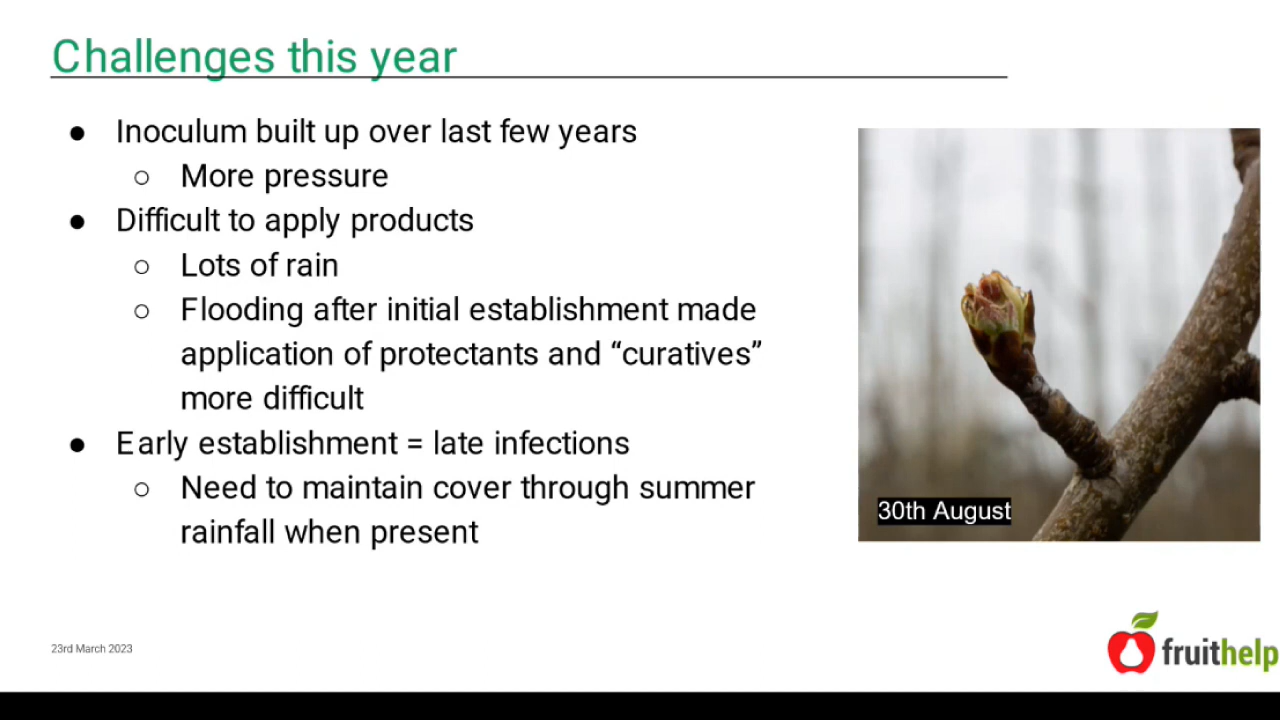 Challenges this year
● Inoculum built up over last few years
○ More pressure
● Difficult to apply products
○ Lots of rain
○ Flooding after initial establishment made
application of protectants and “curatives”
more difficult
● Early establishment = late infections
○ Need to maintain cover through summer
rainfall when present
30th August
23rd March 2023
fruithelp